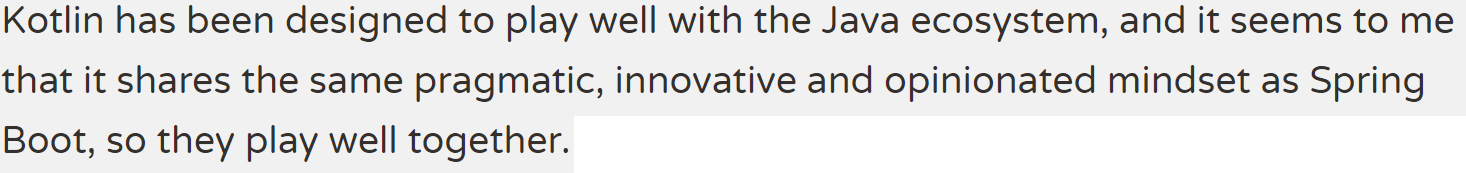 Kotlin has been designed to play well with the Java ecosystem, and it seems to me
that it shares the same pragmatic, innovative and opinionated mindset as Spring
Boot, so they play well together.